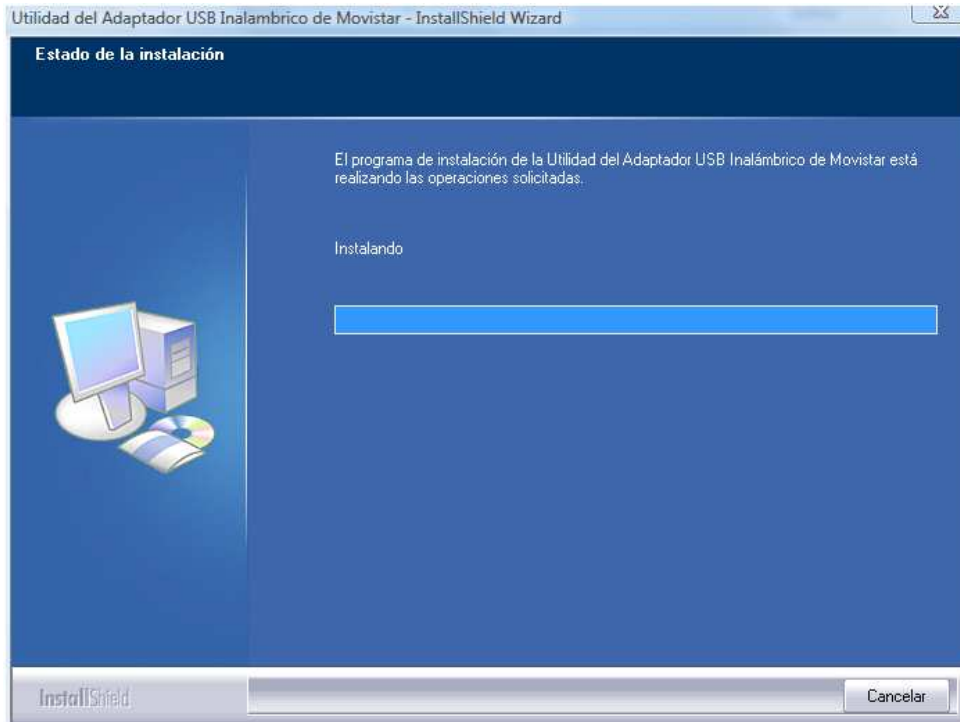 Utilidad del Adaptador USB Inalambrico de Movistar - InstallShield Wizard
Estado de la instalación
El programa de instalación de la Utilidad del Adaptador USB Inalámbrico de Movistar está
realizando las operaciones solicitadas.
Instalando
InstallShield
Cancelar